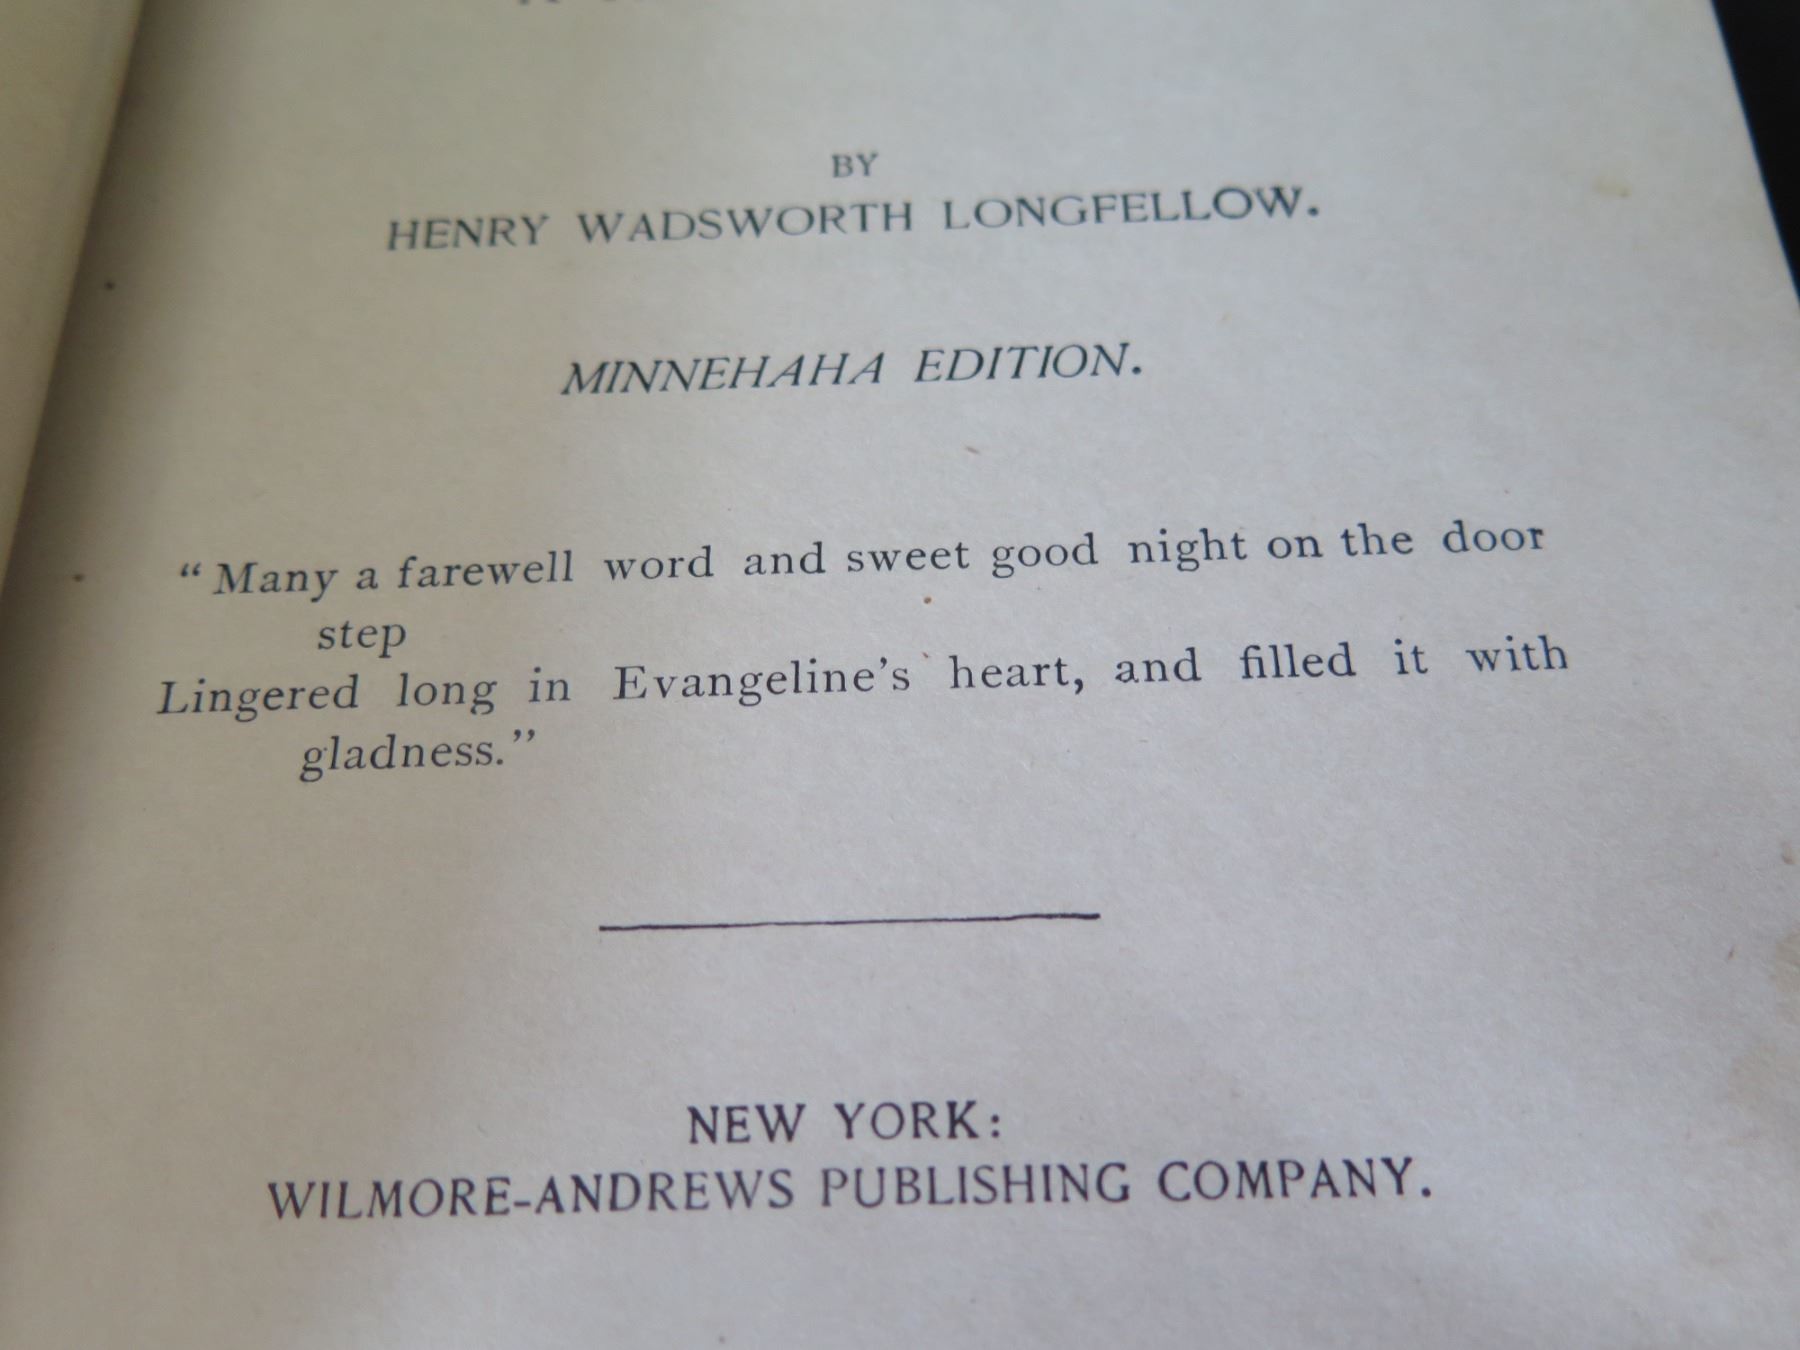 BY
HENRY WADSWORTH LONGFELLOW.
MINNEHAHA EDITION.
“Many a farewell word and sweet good night on the door
step
Lingered long in Evangeline’s heart, and filled it with
gladness.”
NEW YORK:
WILMORE-ANDREWS PUBLISHING COMPANY.